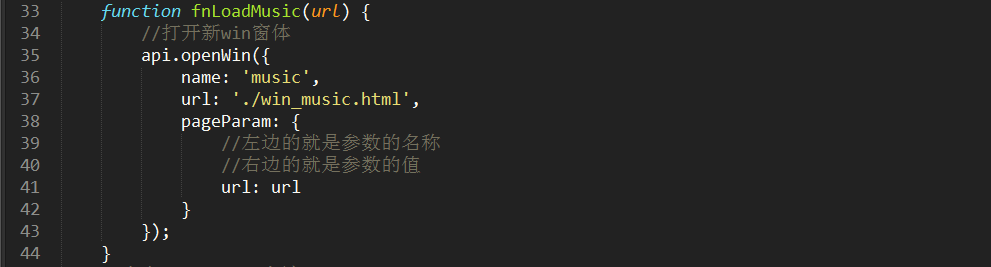 33 function fnLoadMusic(url) {
34 //打开新win窗体
35 api.openWin({
36 name: 'music',
37 url: './win_music.html',
38 pageParam: {
39 //左边的就是参数的名称
40 //右边的就是参数的值
41 url: url
42 }
43 });
44 }